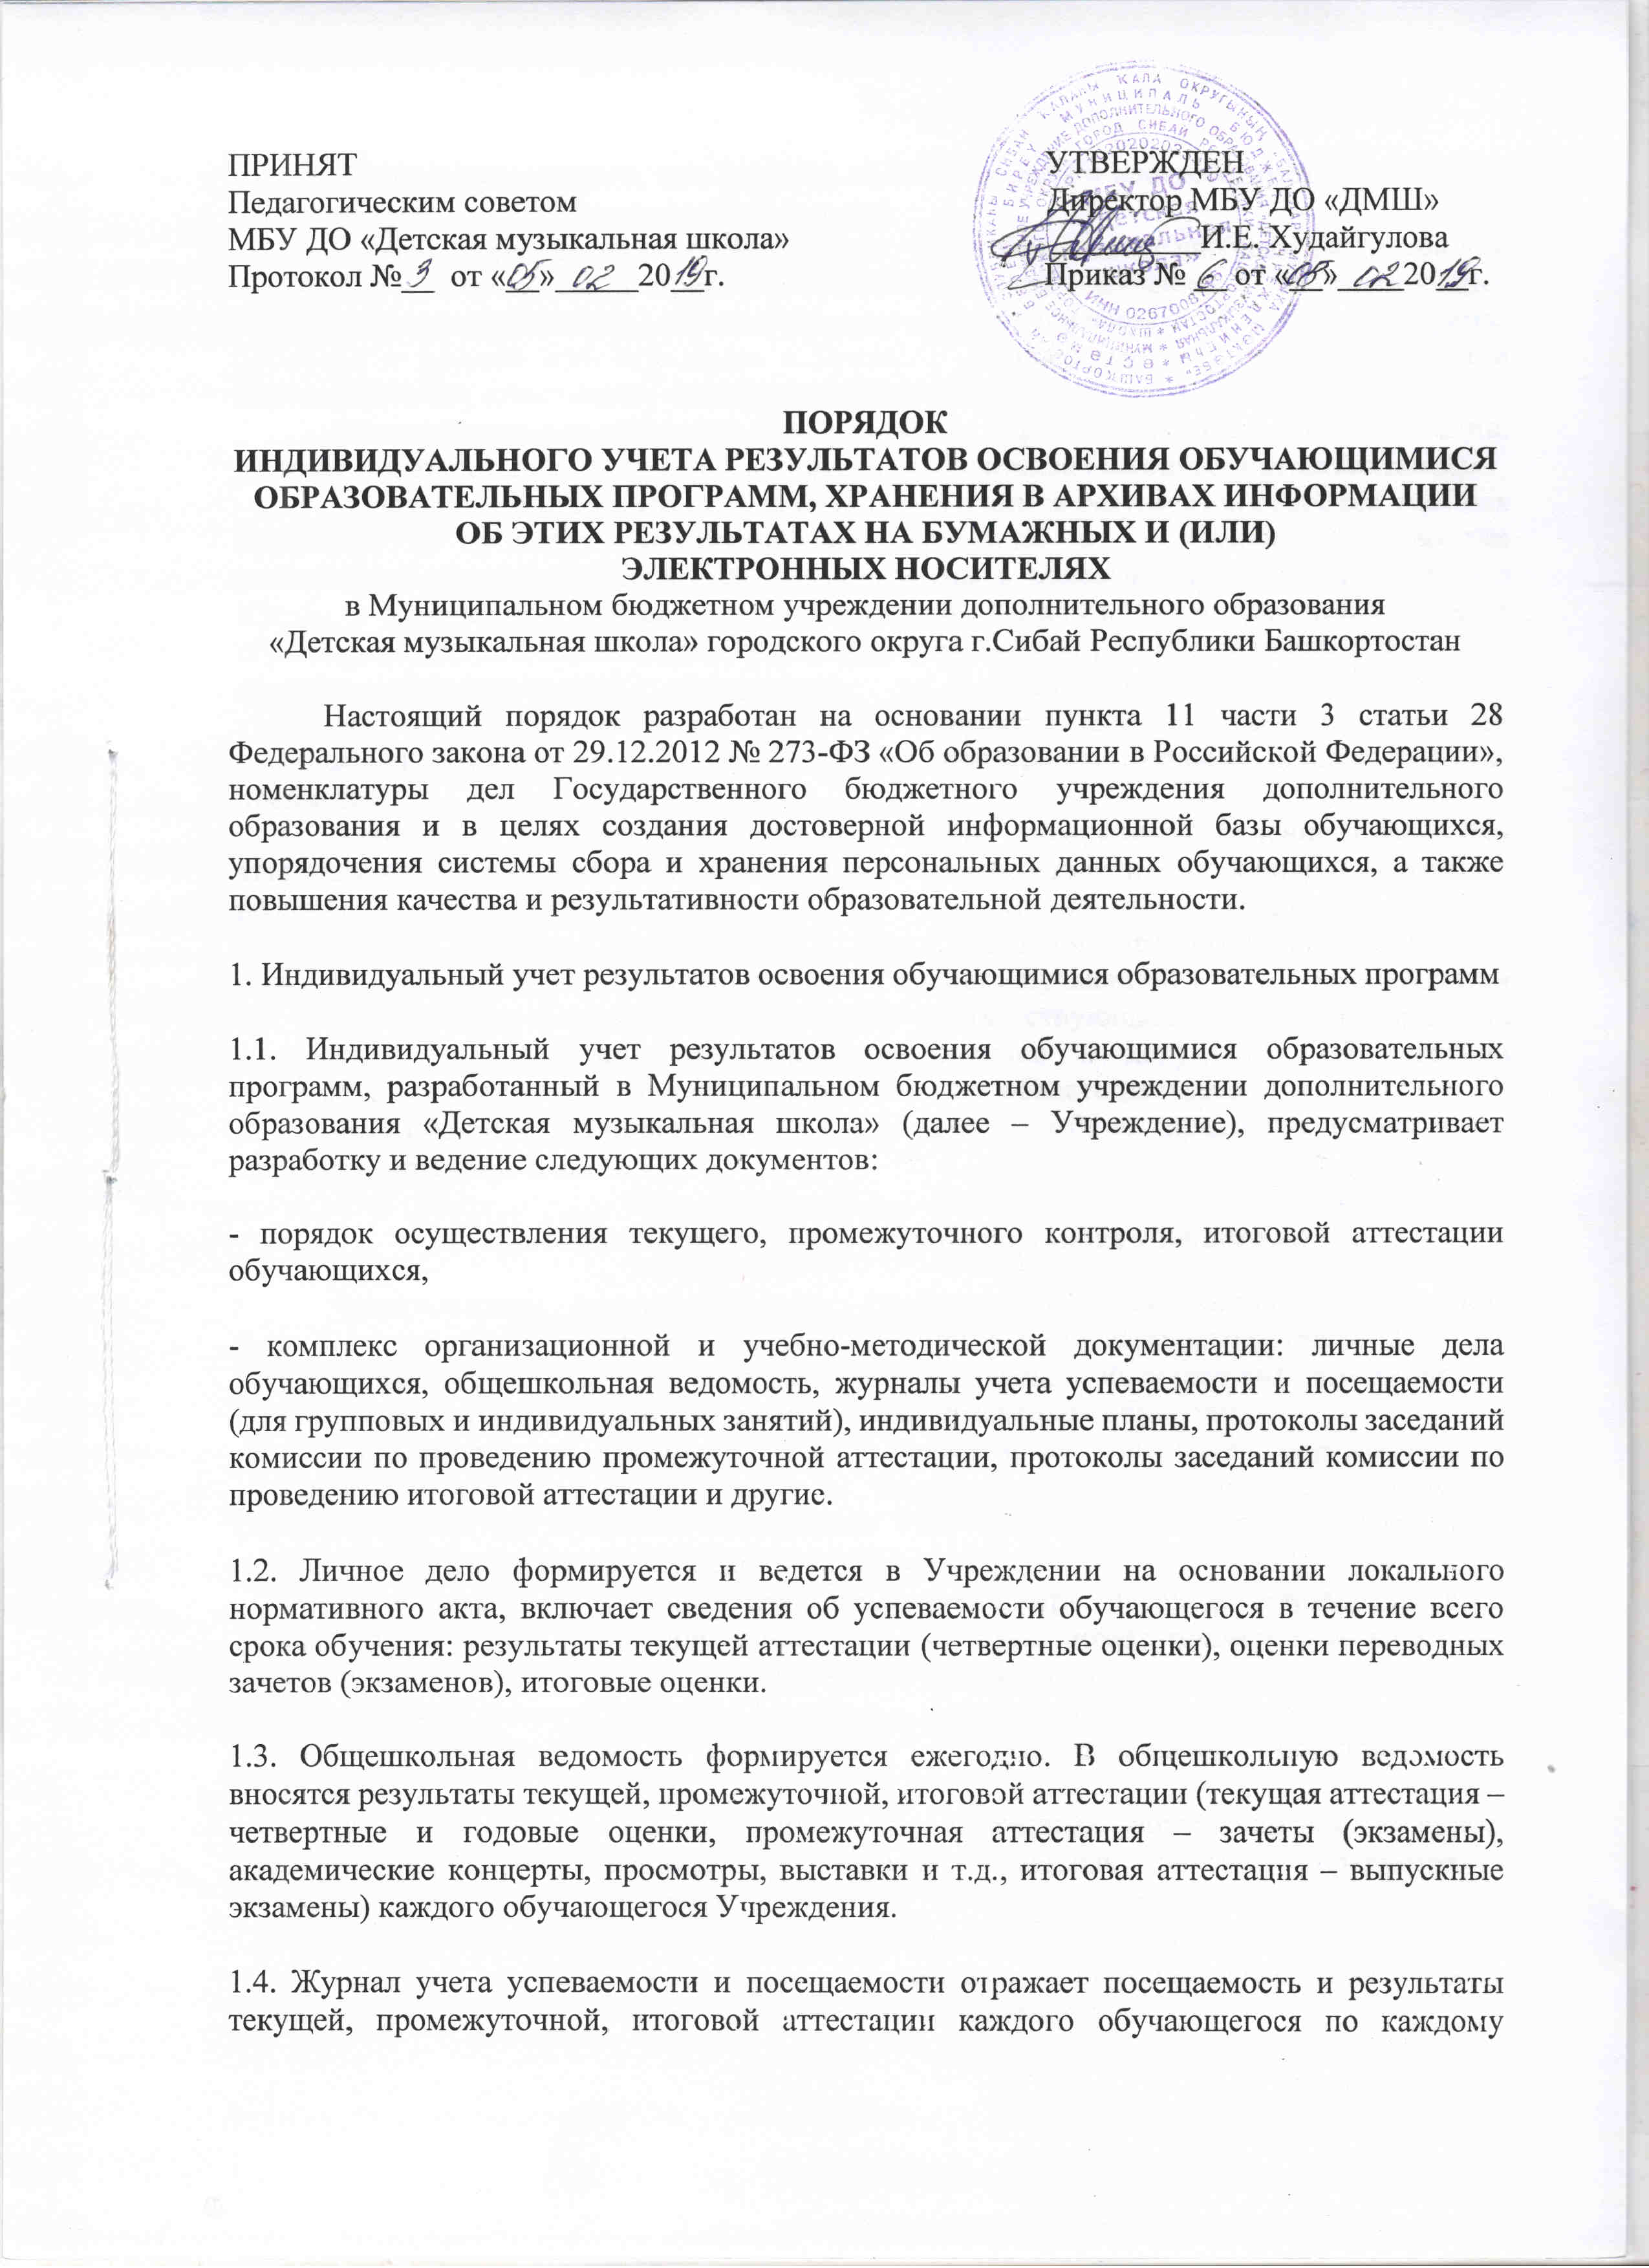 ПРИНЯТ
Педагогическим советом
МБУ ДО «Детская музыкальная школа»
Протокол № 3 от «05» 02 2019г.
УТВЕРЖДЕН
Директор МБУ ДО «ДМШ»
И.Е. Худайгулова
Приказ № 6 от «05» 02 2019г.
ПОРЯДОК
ИНДИВИДУАЛЬНОГО УЧЕТА РЕЗУЛЬТАТОВ ОСВОЕНИЯ ОБУЧАЮЩИМИСЯ
ОБРАЗОВАТЕЛЬНЫХ ПРОГРАММ, ХРАНЕНИЯ В АРХИВАХ ИНФОРМАЦИИ
ОБ ЭТИХ РЕЗУЛЬТАТАХ НА БУМАЖНЫХ И (ИЛИ)
ЭЛЕКТРОННЫХ НОСИТЕЛЯХ
в Муниципальном бюджетном учреждении дополнительного образования
«Детская музыкальная школа» городского округа г.Сибай Республики Башкортостан
Настоящий порядок разработан на основании пункта 11 части 3 статьи 28
Федерального закона от 29.12.2012 № 273-ФЗ «Об образовании в Российской Федерации»,
номенклатуры дел Государственного бюджетного учреждения дополнительного
образования и в целях создания достоверной информационной базы обучающихся,
упорядочения системы сбора и хранения персональных данных обучающихся, а также
повышения качества и результативности образовательной деятельности.
1. Индивидуальный учет результатов освоения обучающимися образовательных программ
1.1. Индивидуальный учет результатов освоения обучающимися образовательных
программ, разработанный в Муниципальном бюджетном учреждении дополнительного
образования «Детская музыкальная школа» (далее – Учреждение), предусматривает
разработку и ведение следующих документов:
- порядок осуществления текущего, промежуточного контроля, итоговой аттестации
обучающихся,
- комплекс организационной и учебно-методической документации: личные дела
обучающихся, общешкольная ведомость, журналы учета успеваемости и посещаемости
(для групповых и индивидуальных занятий), индивидуальные планы, протоколы заседаний
комиссии по проведению промежуточной аттестации, протоколы заседаний комиссии по
проведению итоговой аттестации и другие.
1.2. Личное дело формируется и ведется в Учреждении на основании локального
нормативного акта, включает сведения об успеваемости обучающегося в течение всего
срока обучения: результаты текущей аттестации (четвертные оценки), оценки переводных
зачетов (экзаменов), итоговые оценки.
1.3. Общешкольная ведомость формируется ежегодно. В общешкольную ведомость
вносятся результаты текущей, промежуточной, итоговой аттестации (текущая аттестация –
четвертные и годовые оценки, промежуточная аттестация – зачеты (экзамены),
академические концерты, просмотры, выставки и т.д., итоговая аттестация – выпускные
экзамены) каждого обучающегося Учреждения.
1.4. Журнал учета успеваемости и посещаемости отражает посещаемость и результаты
текущей, промежуточной, итоговой аттестации каждого обучающегося по каждому